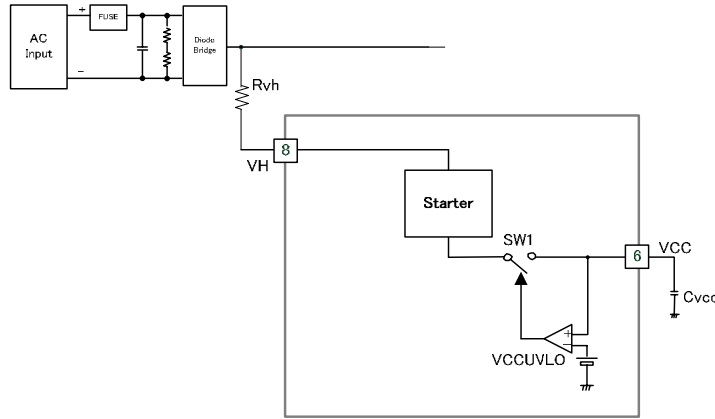 +
FUSE
AC
Input
Diode
Bridge
−
Rvh
8
VH
Starter
SW1
6
VCC
Cvcc
+
−
VCCUVLO